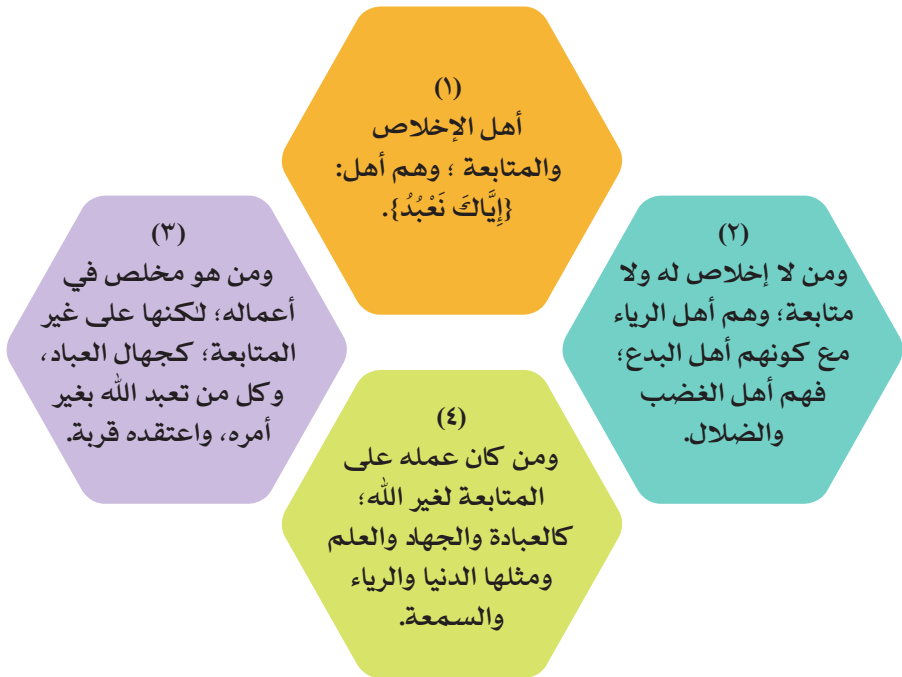 (١)
أهل الإخلاص
والمتابعة ؛ وهم أهل:
{إِيَّاكَ نَعْبُدُ}.
(٢)
ومن لا إخلاص له ولا
متابعة؛ وهم أهل الرياء
مع كونهم أهل البدع؛
فهم أهل الغضب
والضلال.
(٣)
ومن هو مخلص في
أعماله؛ لكنها على غير
المتابعة؛ كجهال العباد،
وكل من تعبد الله بغير
أمره، واعتقده قربة.
(٤)
ومن كان عمله على
المتابعة لغير الله؛
كالعبادة والجهاد والعلم
ومثلها الدنيا والرياء
والسمعة.